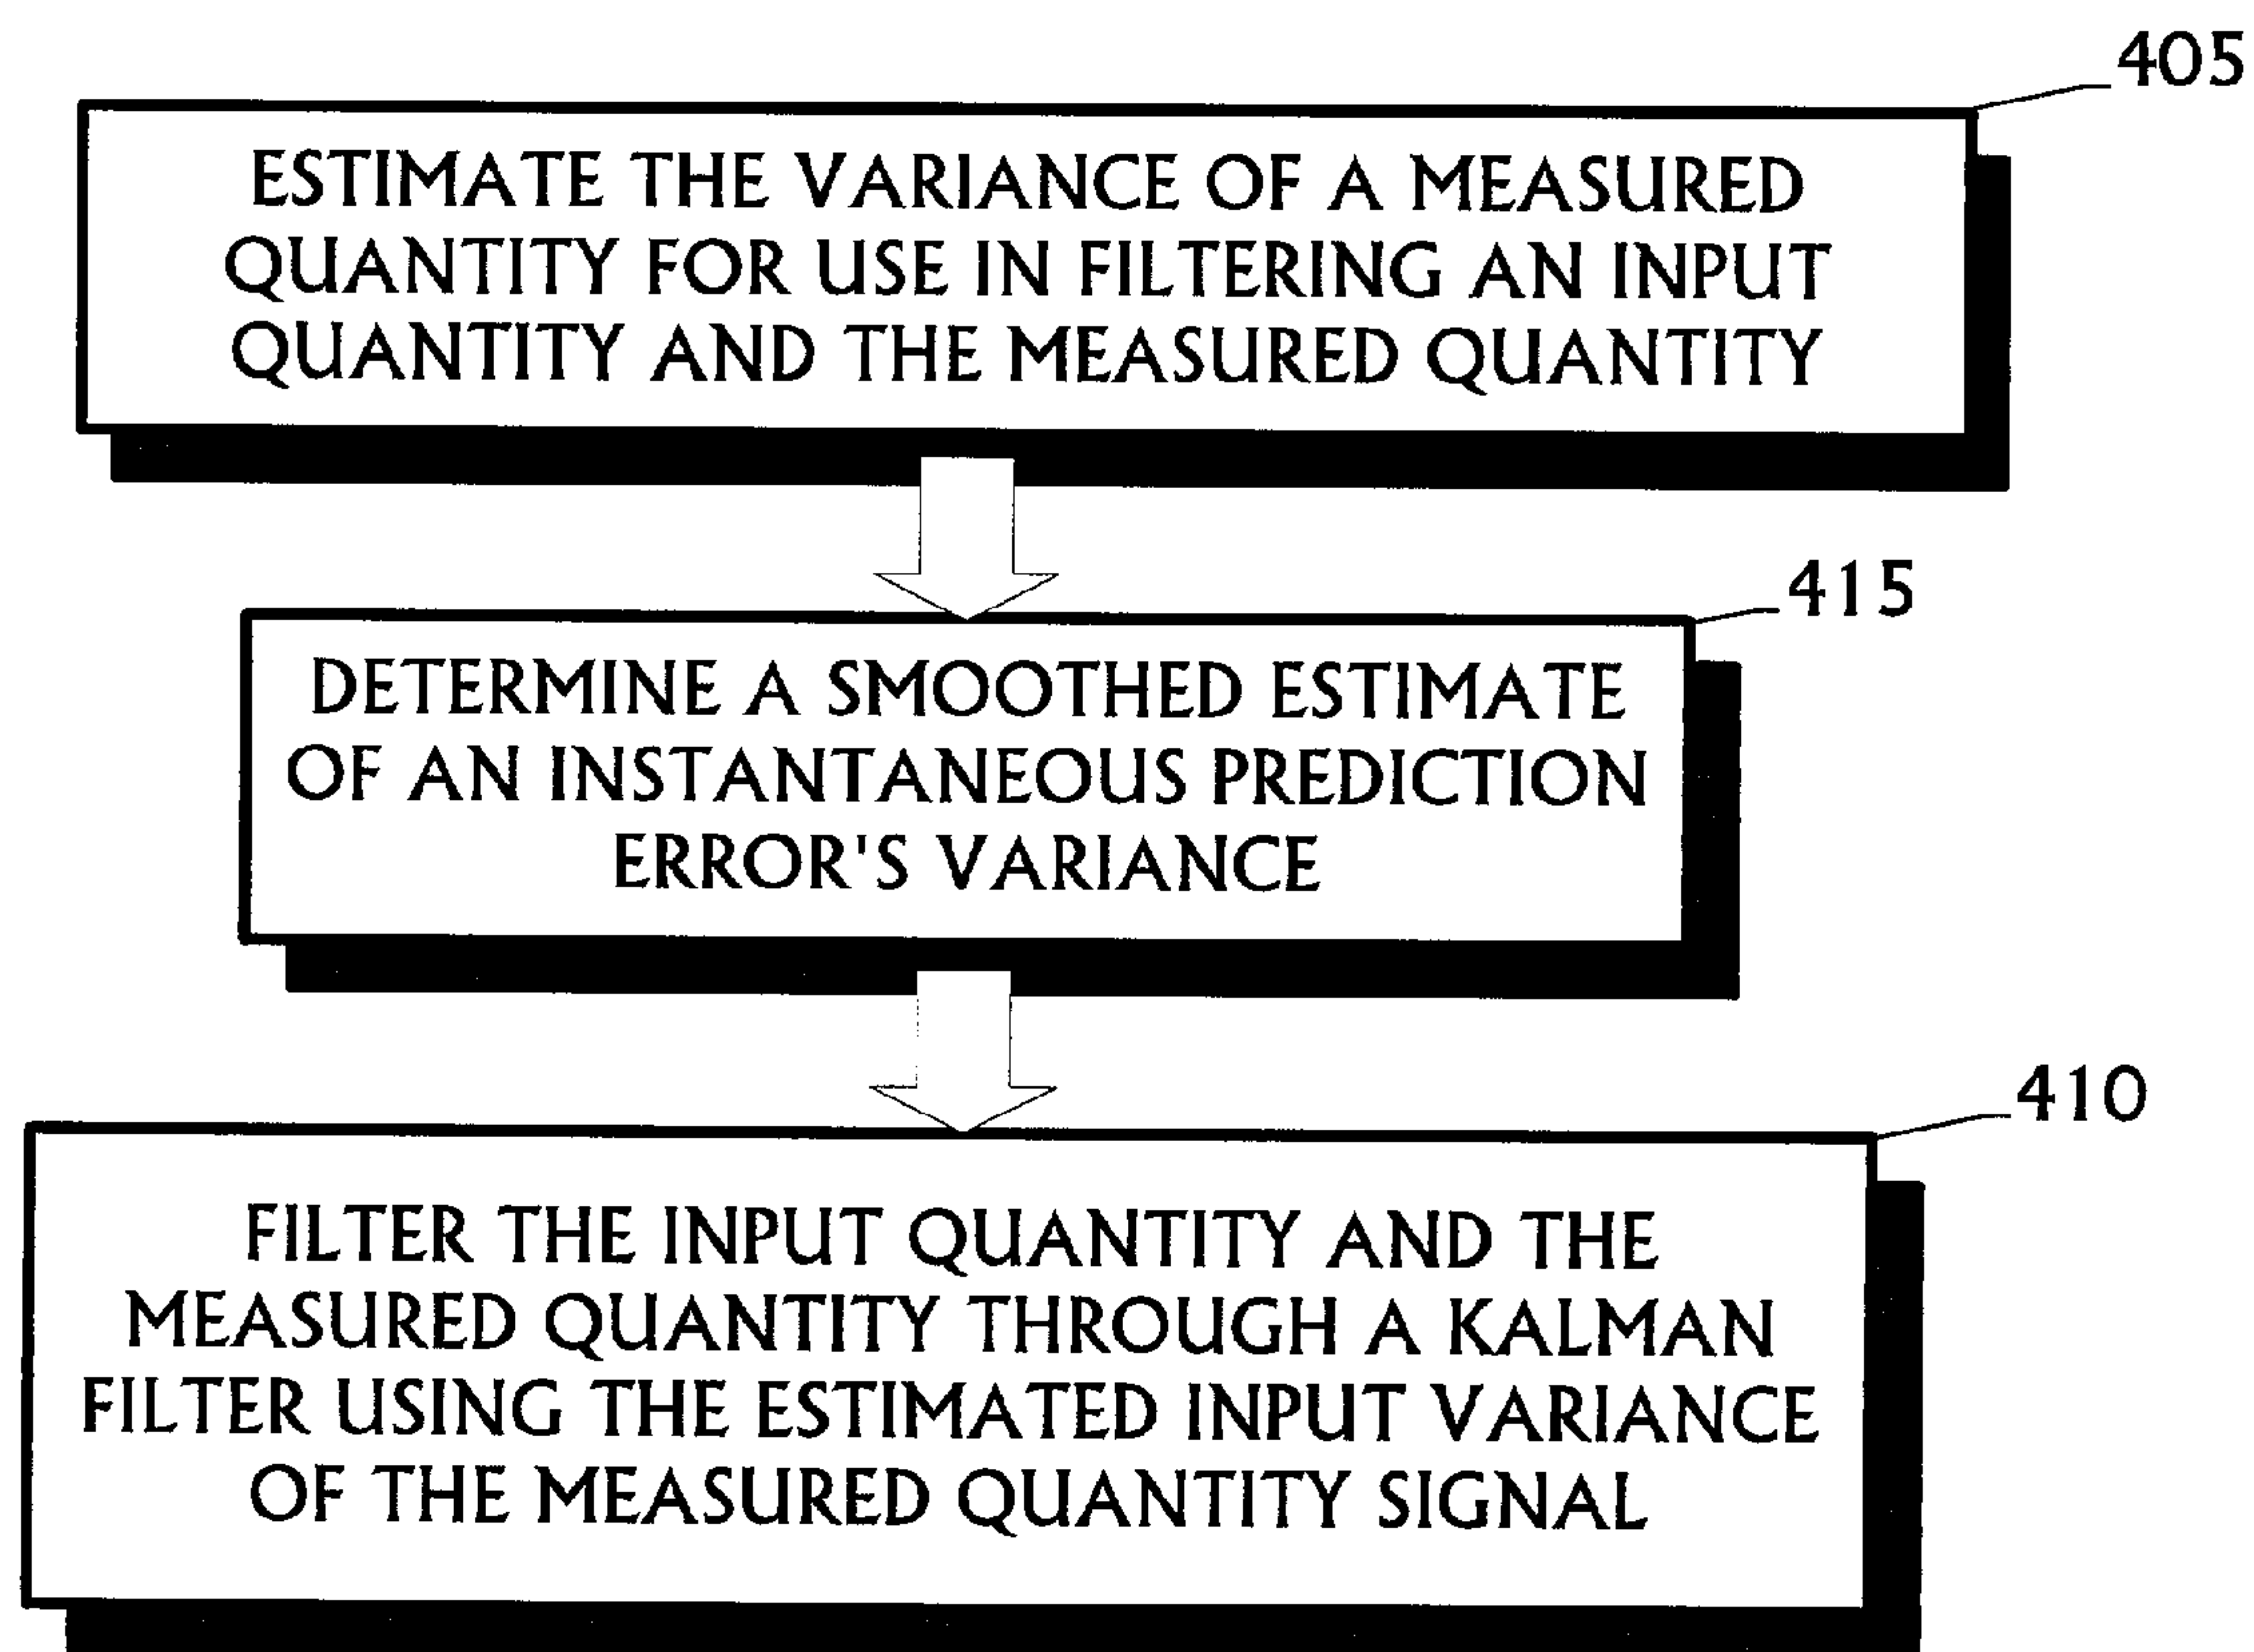 405
ESTIMATE THE VARIANCE OF A MEASURED
QUANTITY FOR USE IN FILTERING AN INPUT
QUANTITY AND THE MEASURED QUANTITY
415
DETERMINE A SMOOTHED ESTIMATE
OF AN INSTANTANEOUS PREDICTION
ERROR'S VARIANCE
410
FILTER THE INPUT QUANTITY AND THE
MEASURED QUANTITY THROUGH A KALMAN
FILTER USING THE ESTIMATED INPUT VARIANCE
OF THE MEASURED QUANTITY SIGNAL